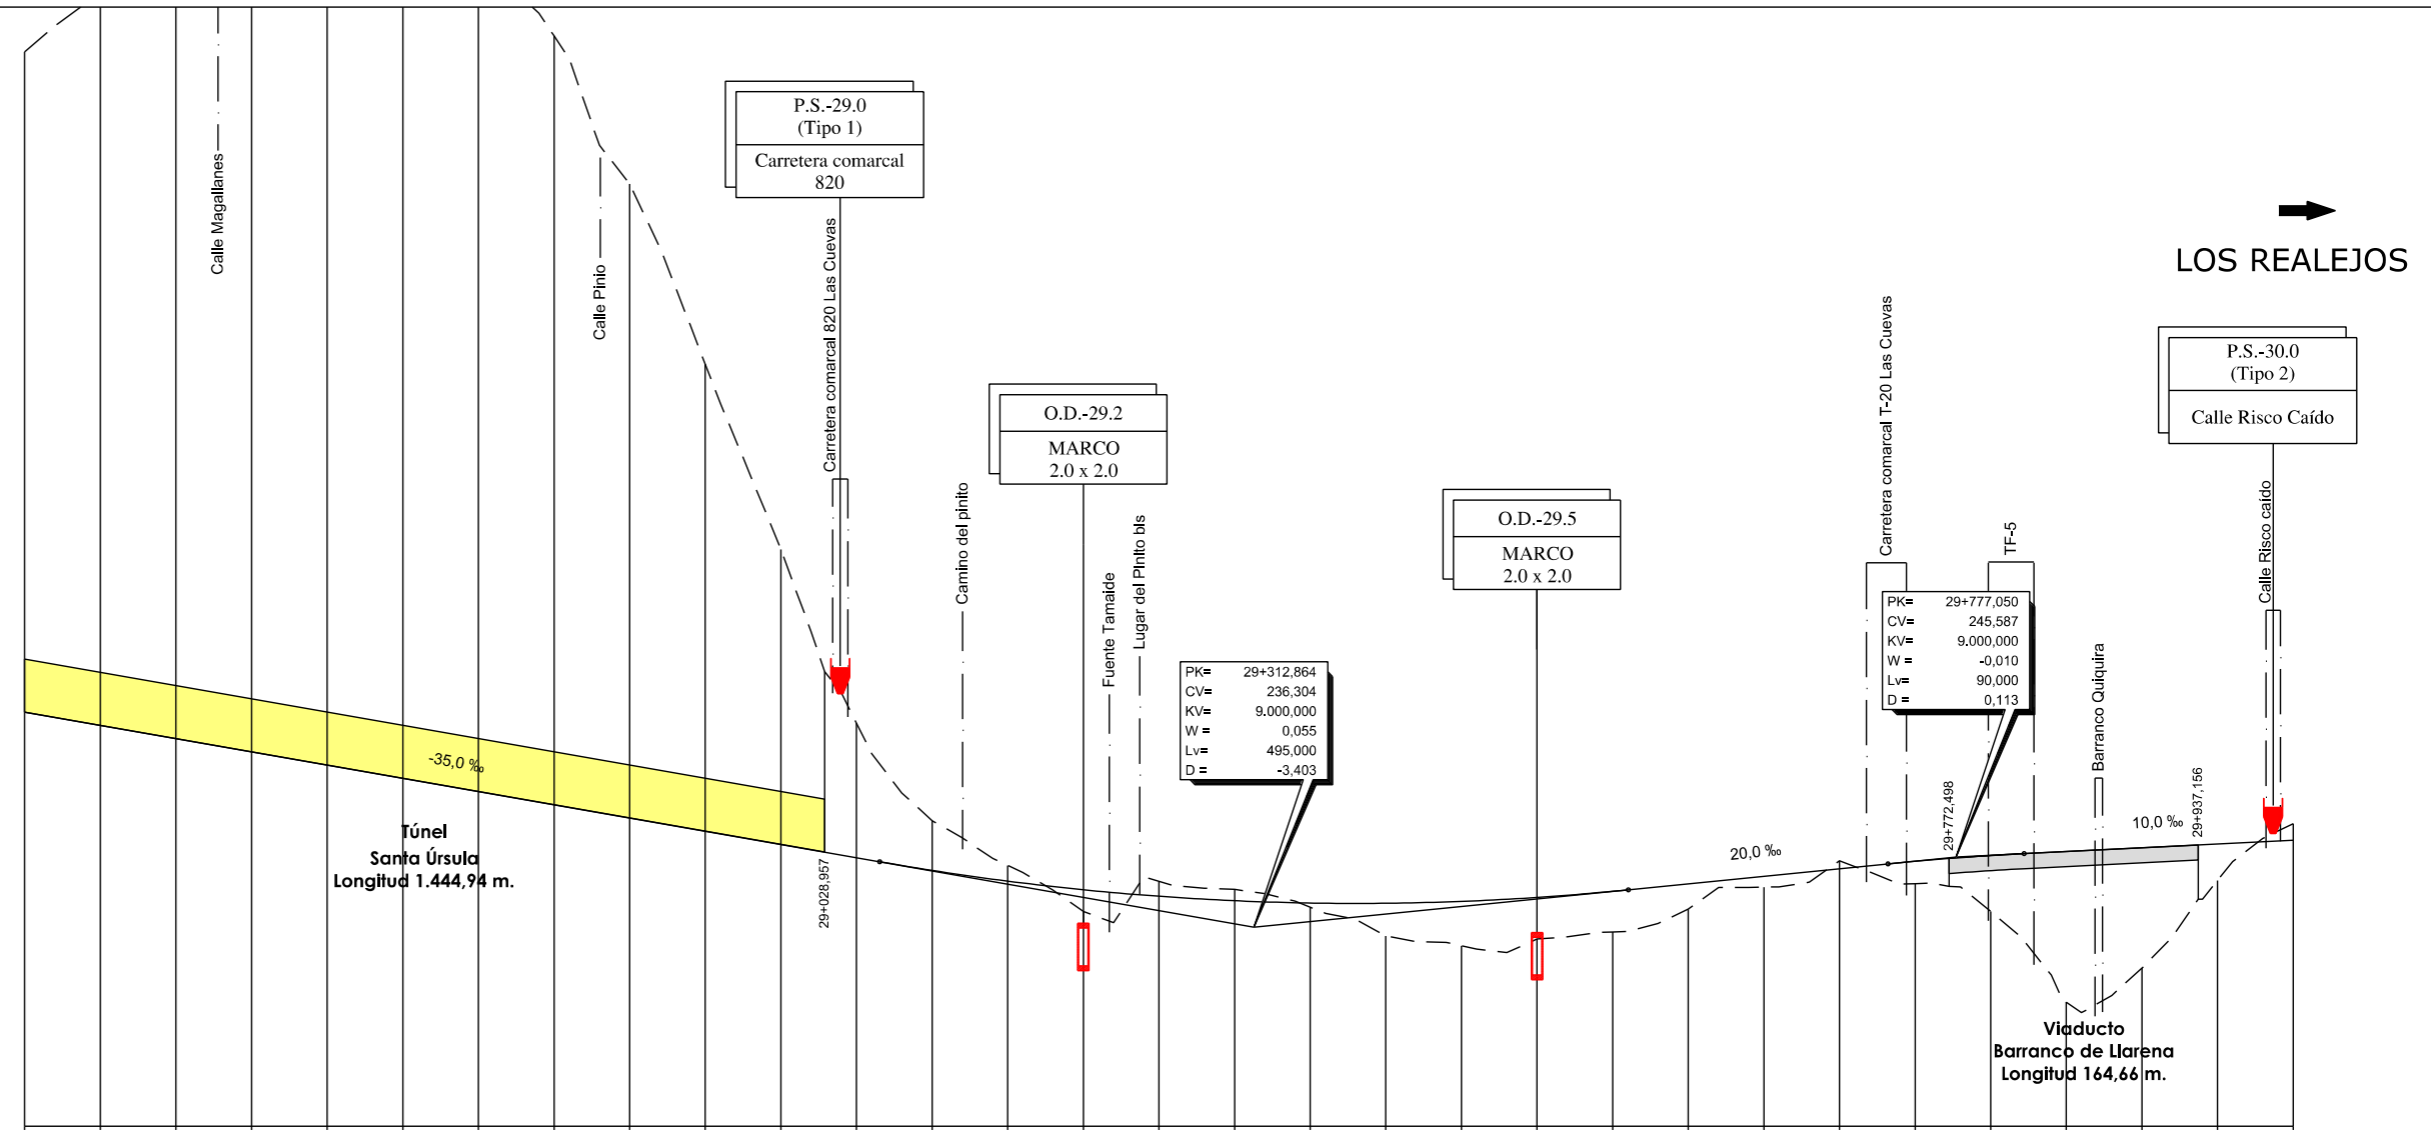 Calle Magallanes
Calle Pinio
P.S.-29.0
(Tipo 1)
Carretera comarcal
820
Carretera comarcal 820 Las Cuevas
Camino del pinito
O.D.-29.2
MARCO
2.0 x 2.0
Fuente Tamaide
Lugar del Pinito bis
PK= 29+312,864
CV= 236,304
KV= 9.000,000
W = 0,055
Lv= 495,000
D = -3,403
O.D.-29.5
MARCO
2.0 x 2.0
Carretera comarcal T-20 Las Cuevas
TF-5
PK= 29+777,050
CV= 245,587
KV= 9.000,000
W = -0,010
Lv= 90,000
D = 0,113
Barranco Quiquira
LOS REALEJOS
P.S.-30.0
(Tipo 2)
Calle Risco Caído
Calle Risco caído
-35,0 ‰
Túnel
Santa Úrsula
Longitud 1.444,94 m.
29+028,957
20,0 ‰
29+772,498
10,0 ‰
29+937,156
Viaducto
Barranco de Llarena
Longitud 164,66 m.